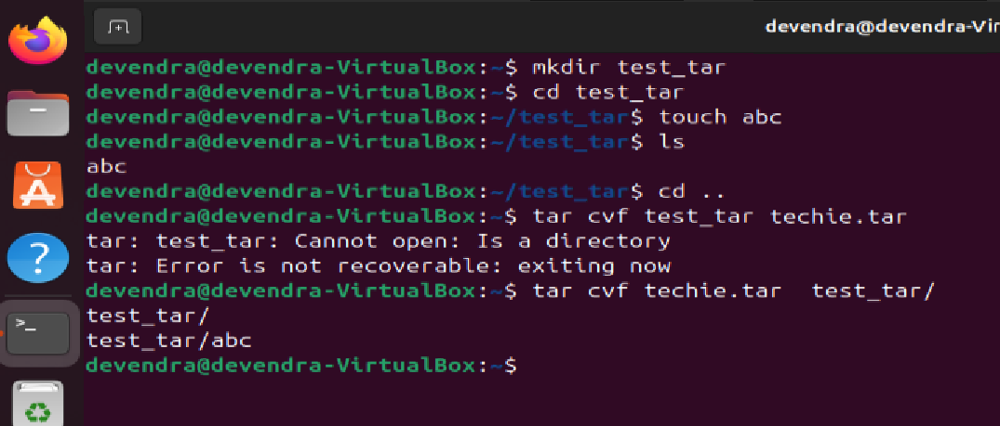 devendra@devendra-Vir
devendra@devendra-VirtualBox:~$ mkdir test_tar
devendra@devendra-VirtualBox:~$ cd test_tar
devendra@devendra-VirtualBox:~/test_tar$ touch abc
devendra@devendra-VirtualBox:~/test_tar$ ls
abc
devendra@devendra-VirtualBox:~/test_tar$ cd ..
devendra@devendra-VirtualBox:~$ tar cvf test_tar techie.tar
tar: test_tar: Cannot open: Is a directory
tar: Error is not recoverable: exiting now
devendra@devendra-VirtualBox:~$ tar cvf techie.tar  test_tar/
test_tar/
test_tar/abc
devendra@devendra-VirtualBox:~$